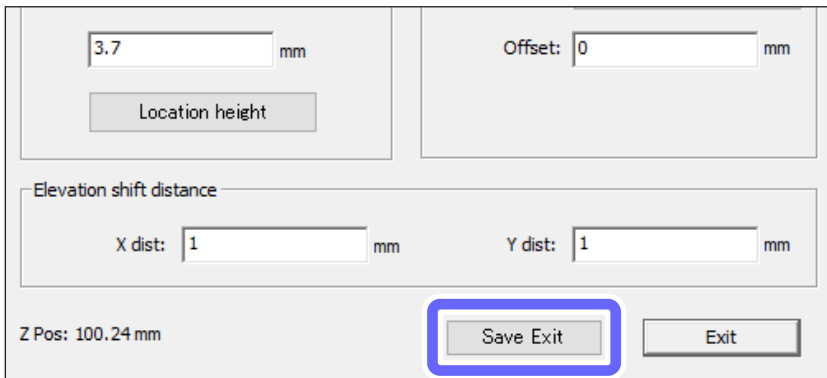 3.7 mm
Offset: 0 mm
Location height
Elevation shift distance
X dist: 1 mm
Y dist: 1 mm
Z Pos: 100.24 mm
Save Exit
Exit